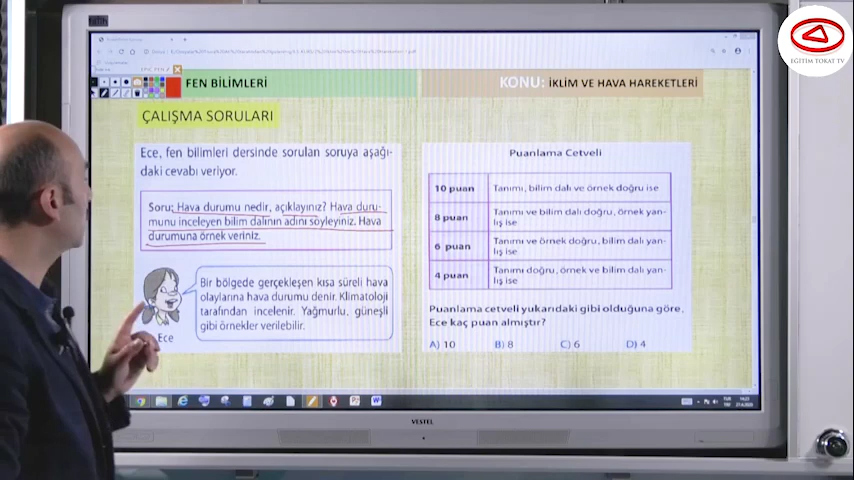 EĞİTİM TOKAT TV
FEN BİLİMLERİ
KONU: İKLİM VE HAVA HAREKETLERİ
ÇALIŞMA SORULARI
Ece, fen bilimleri dersinde sorulan soruya aşağı-
daki cevabı veriyor.
Soru: Hava durumu nedir, açıklayınız? Hava duru-
munu inceleyen bilim dalının adını söyleyiniz. Hava
durumuna örnek veriniz.
Bir bölgede gerçekleşen kısa süreli hava
olaylarına hava durumu denir. Klimatoloji
tarafından incelenir. Yağmurlu, güneşli
gibi örnekler verilebilir.
Ece
Puanlama Cetveli
10 puan Tanımı, bilim dalı ve örnek doğru ise
8 puan Tanımı ve bilim dalı doğru, örnek yan-
lış ise
6 puan Tanımı ve örnek doğru, bilim dalı yan-
lış ise
4 puan Tanımı doğru, örnek ve bilim dalı yan-
lış ise
Puanlama cetveli yukarıdaki gibi olduğuna göre,
Ece kaç puan almıştır?
A) 10 B) 8 C) 6 D) 4
VESTEL